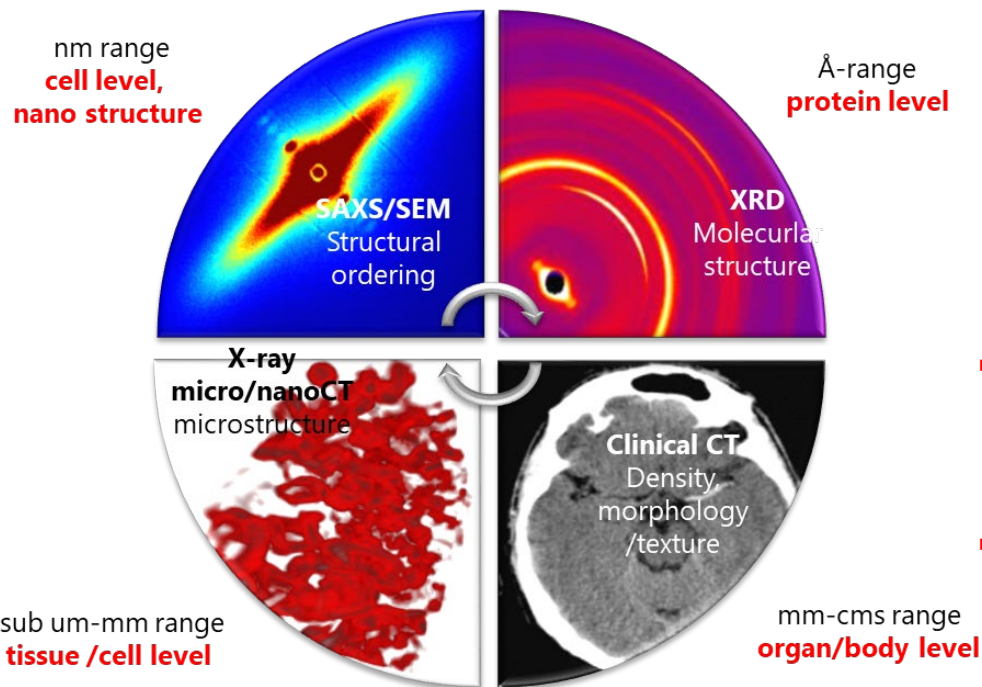 nm range
cell level,
nano structure
SAXS/SEM
Structural
ordering
Å-range
protein level
XRD
Molecurlar
structure
X-ray
micro/nanoCT
microstructure
sub um-mm range
tissue /cell level
Clinical CT
Density,
morphology
/texture
mm-cms range
organ/body level